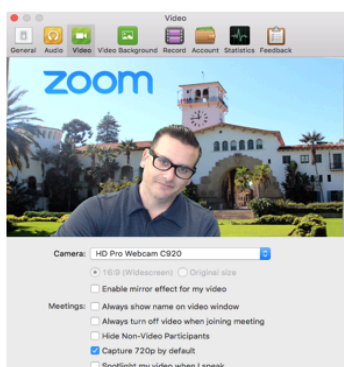 Video
General Audio Video Video Background Record Account Statistics Feedback
zoom
Camera: HD Pro Webcam C920
16:9 (Widescreen) Original size
Enable mirror effect for my video
Meetings: Always show name on video window
Always turn off video when joining meeting
Hide Non-Video Participants
Capture 720p by default
Spotlight my video when I speak